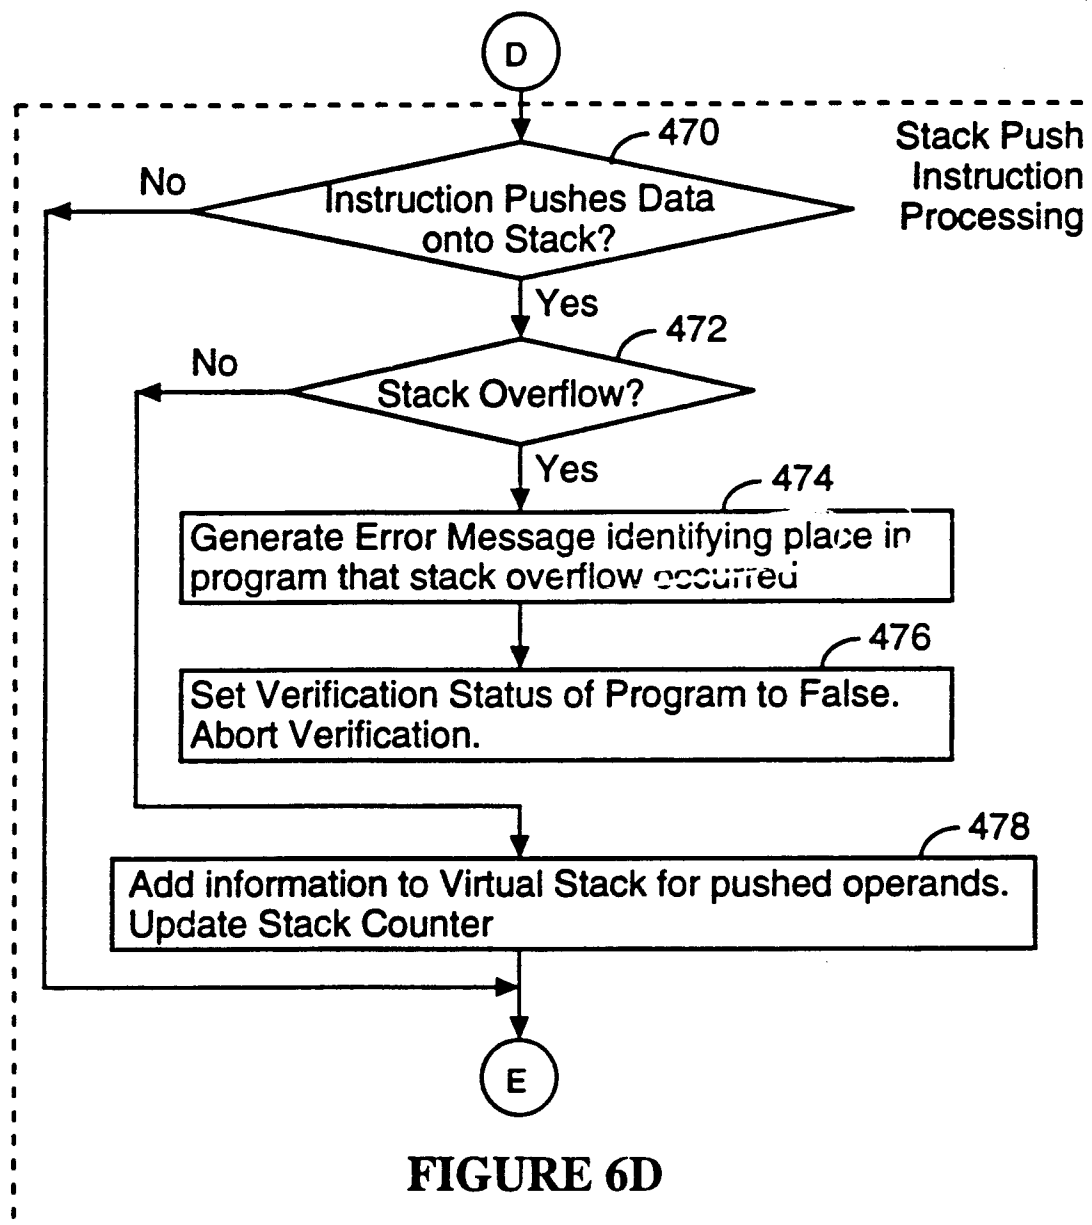 D
470
Stack Push
Instruction
Processing
No
Instruction Pushes Data
onto Stack?
Yes
472
No
Stack Overflow?
Yes
474
Generate Error Message identifying place in
program that stack overflow occurred
476
Set Verification Status of Program to False.
Abort Verification.
478
Add information to Virtual Stack for pushed operands.
Update Stack Counter
E
FIGURE 6D